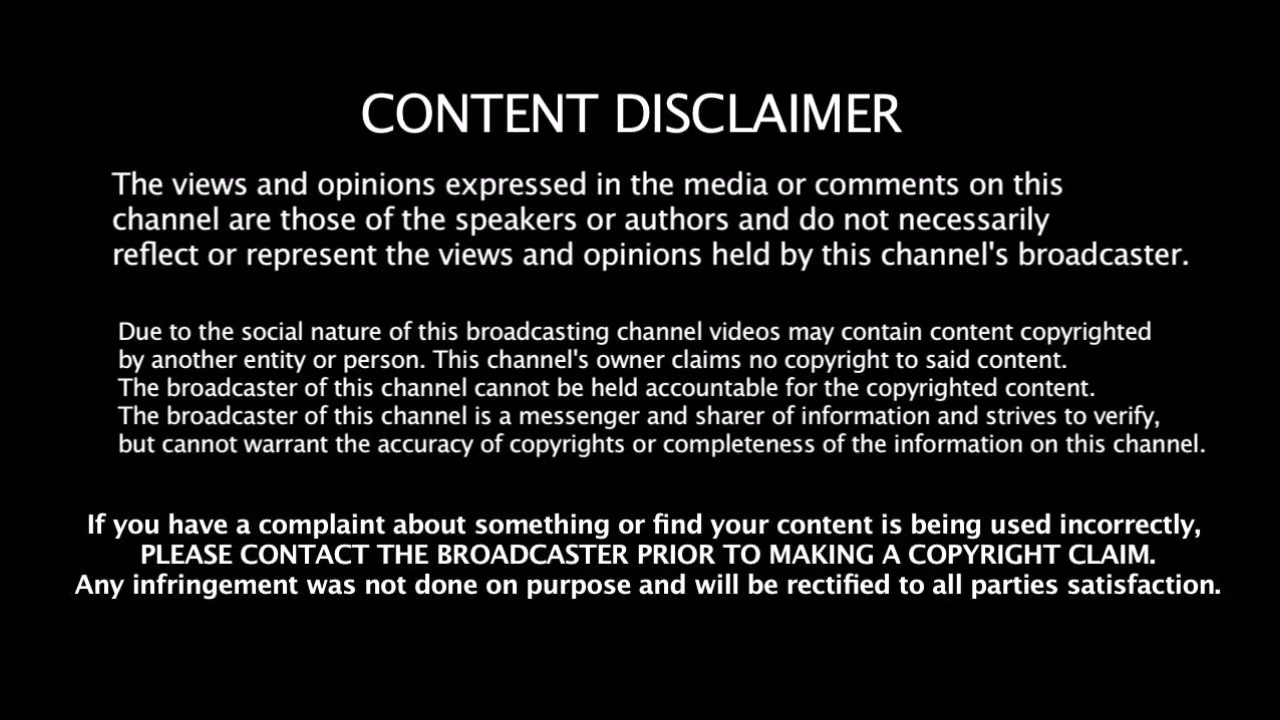 CONTENT DISCLAIMER
The views and opinions expressed in the media or comments on this
channel are those of the speakers or authors and do not necessarily
reflect or represent the views and opinions held by this channel's broadcaster.
Due to the social nature of this broadcasting channel videos may contain content copyrighted
by another entity or person. This channel's owner claims no copyright to said content.
The broadcaster of this channel cannot be held accountable for the copyrighted content.
The broadcaster of this channel is a messenger and sharer of information and strives to verify,
but cannot warrant the accuracy of copyrights or completeness of the information on this channel.
If you have a complaint about something or find your content is being used incorrectly,
PLEASE CONTACT THE BROADCASTER PRIOR TO MAKING A COPYRIGHT CLAIM.
Any infringement was not done on purpose and will be rectified to all parties satisfaction.